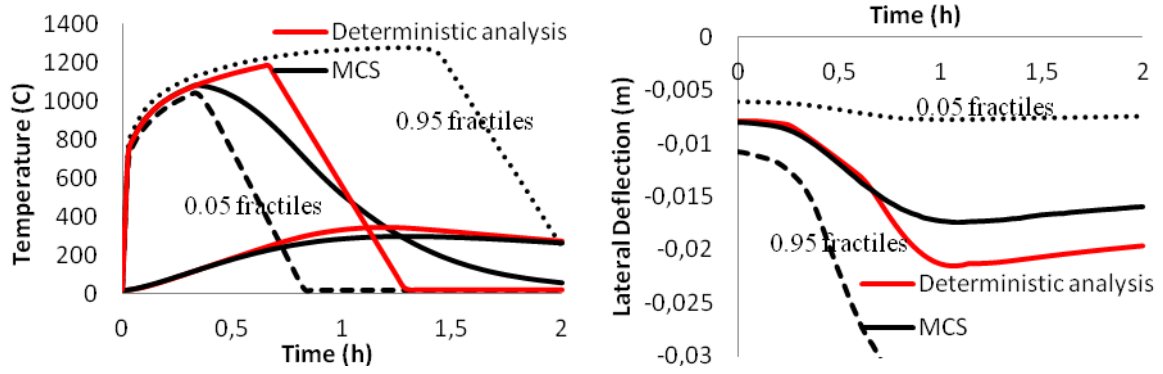 Temperature (C)
1400
1200
1000
800
600
400
200
0
0
0,5
1
1,5
2
Time (h)
Deterministic analysis
MCS
0.95 fractiles
0.05 fractiles
Time (h)
0
0,5
1
1,5
2
Lateral Deflection (m)
0
-0,005
-0,01
-0,015
-0,02
-0,025
-0,03
0.05 fractiles
0.95 fractiles
Deterministic analysis
MCS